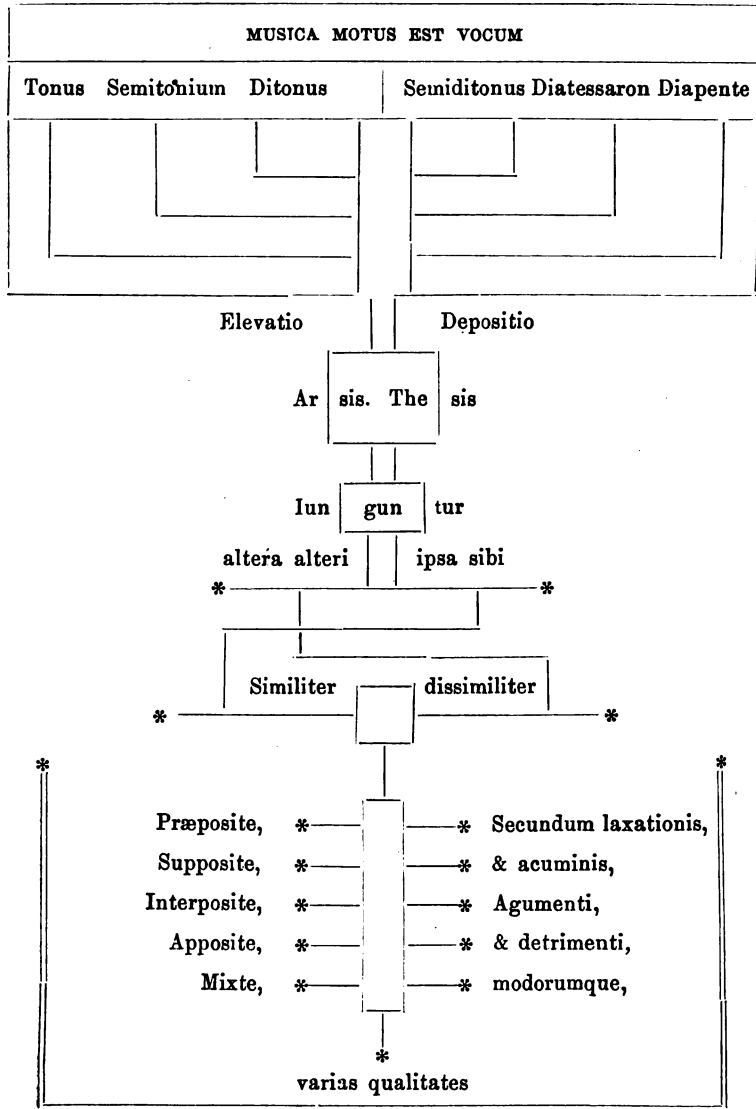 MUSICA MOTUS EST VOCUM
Tonus Semitonium Ditonus Semiditonus Diatessaron Diapente
Elevatio Depositio
Ar sis. The sis
Iun gun tur
altera alteri ipsa sibi
* *
Similiter dissimiliter
* *
* *
Præposite, * * Secundum laxationis,
Supposite, * * & acuminis,
Interposite, * * Agumenti,
Apposite, * * & detrimenti,
Mixte, * * modorumque,
*
varias qualitates